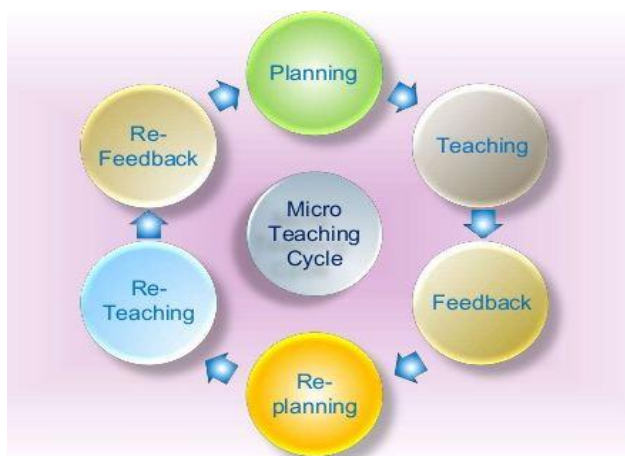 Planning
Teaching
Feedback
Re-
planning
Re-
Teaching
Re-
Feedback
Micro
Teaching
Cycle